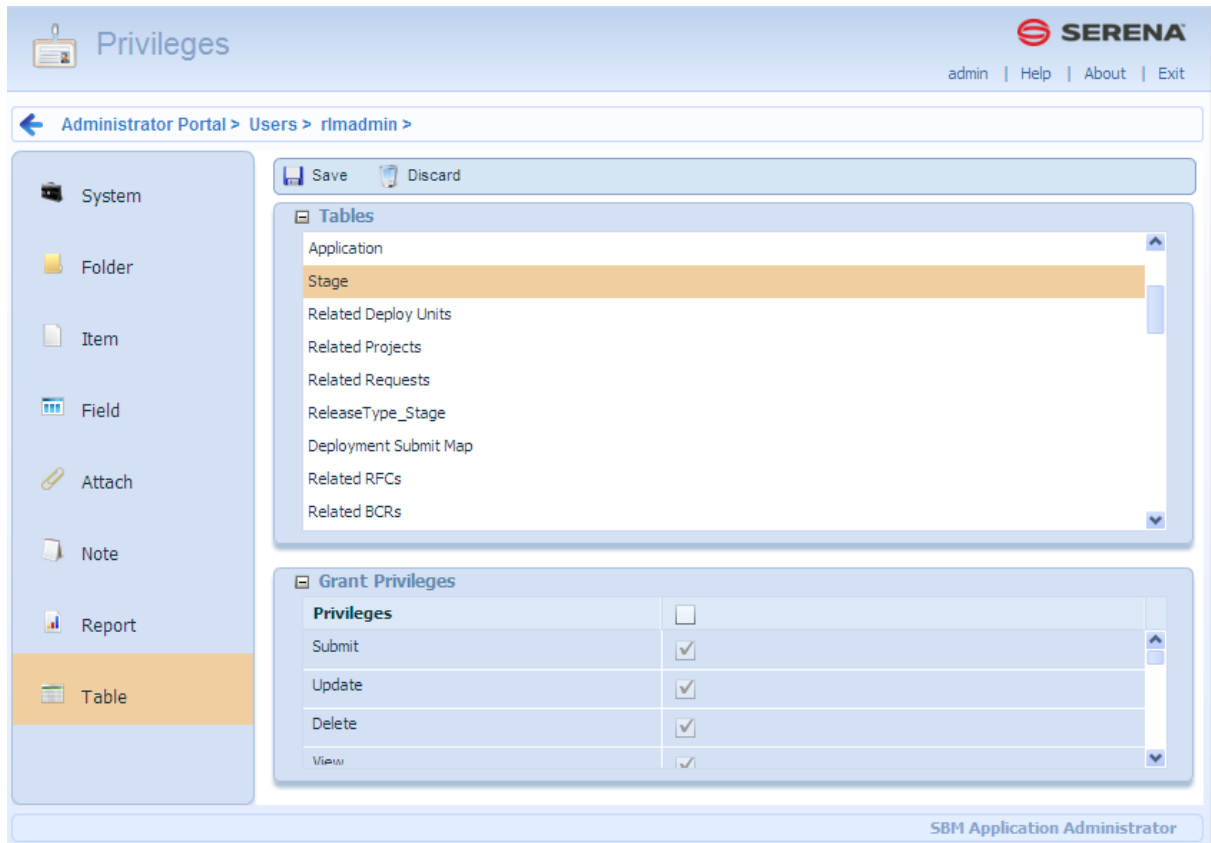 Privileges
SERENA
admin | Help | About | Exit
Administrator Portal > Users > rlmadmin >
System
Folder
Item
Field
Attach
Note
Report
Table
Save Discard
Tables
Application
Stage
Related Deploy Units
Related Projects
Related Requests
ReleaseType_Stage
Deployment Submit Map
Related RFCs
Related BCRs
Grant Privileges
Privileges
Submit
Update
Delete
View
SBM Application Administrator